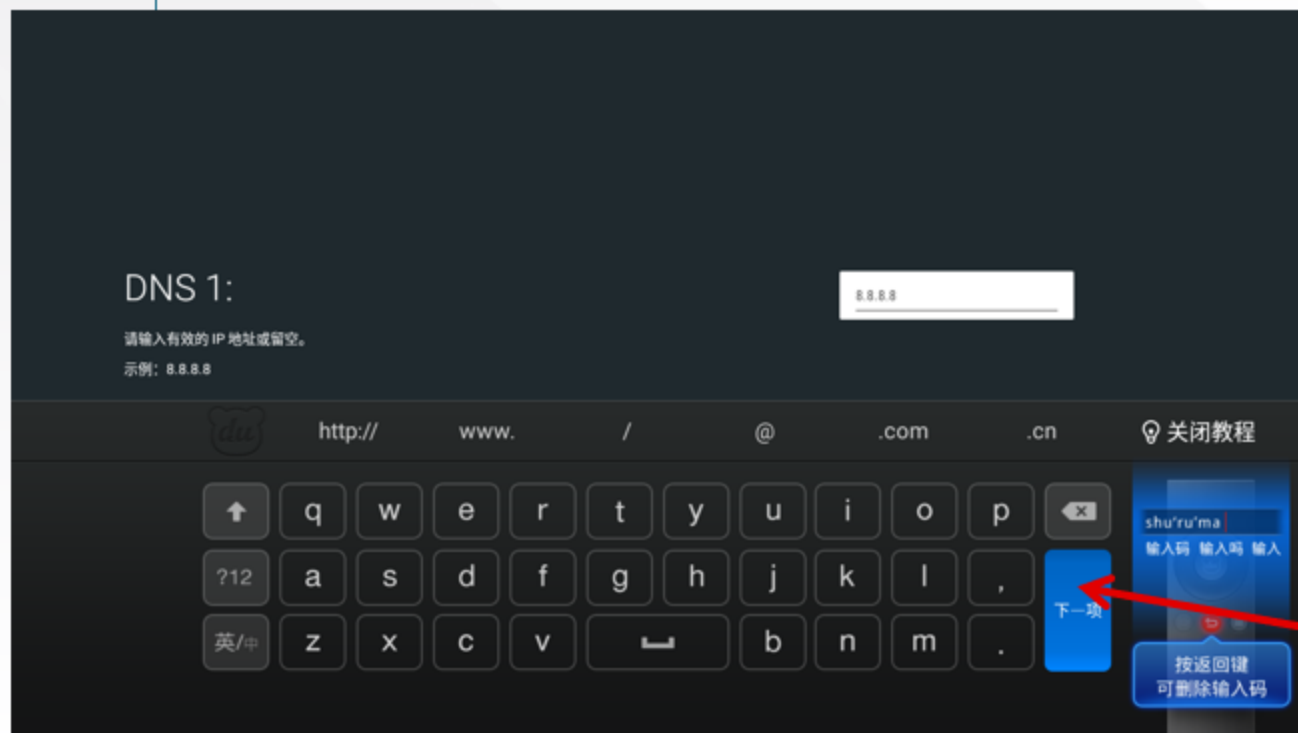 DNS 1:
8.8.8.8
请输入有效的 IP 地址或留空。
示例：8.8.8.8
du http:// www. / @ .com .cn 关闭教程
q w e r t y u i o p
shu'ru'ma
输入码 输入吗 输入
?12 a s d f g h j k l ,
下一项
英/中 z x c v b n m .
按返回键
可删除输入码